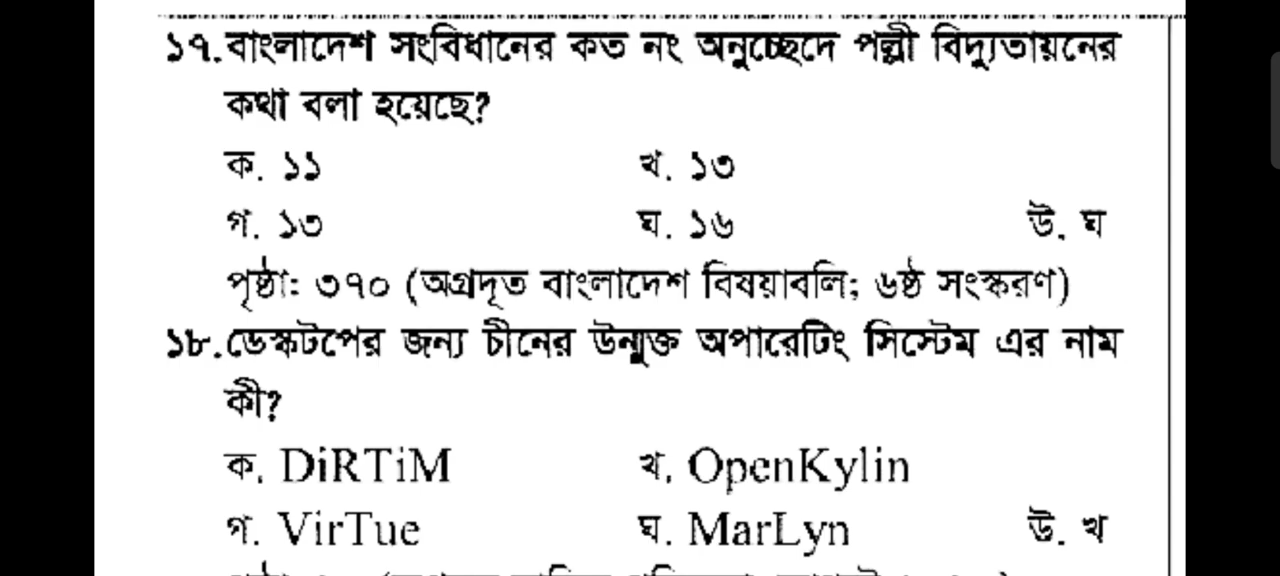 ১৭. বাংলাদেশ সংবিধানের কত নং অনুচ্ছেদে পল্লী বিদ্যুতায়নের
কথা বলা হয়েছে?
ক. ১১ খ. ১৩
গ. ১৩ ঘ. ১৬ উ. ঘ
পৃষ্ঠা: ৩৭০ (অগ্রদূত বাংলাদেশ বিষয়াবলি; ৬ষ্ঠ সংস্করণ)
১৮. ডেস্কটপের জন্য চীনের উন্মুক্ত অপারেটিং সিস্টেম এর নাম
কী?
ক. DiRTiM খ. OpenKylin
গ. VirTue ঘ. MarLyn উ. খ